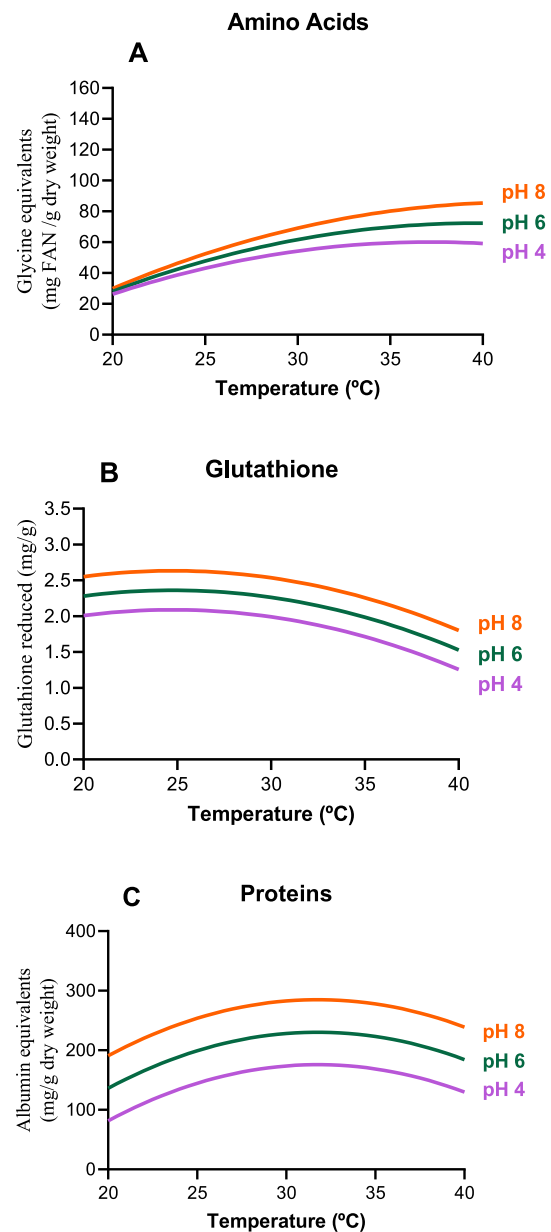 Amino Acids
A
Glycine equivalents
(mg FAN /g dry weight)
160
140
120
100
80
60
40
20
0
pH 8
pH 6
pH 4
20 25 30 35 40
Temperature (ºC)
B Glutathione
Glutahione reduced (mg/g)
3.5
3.0
2.5
2.0
1.5
1.0
0.5
0.0
pH 8
pH 6
pH 4
20 25 30 35 40
Temperature (ºC)
C Proteins
Albumin equivalents
(mg/g dry weight)
400
300
200
100
0
pH 8
pH 6
pH 4
20 25 30 35 40
Temperature (ºC)